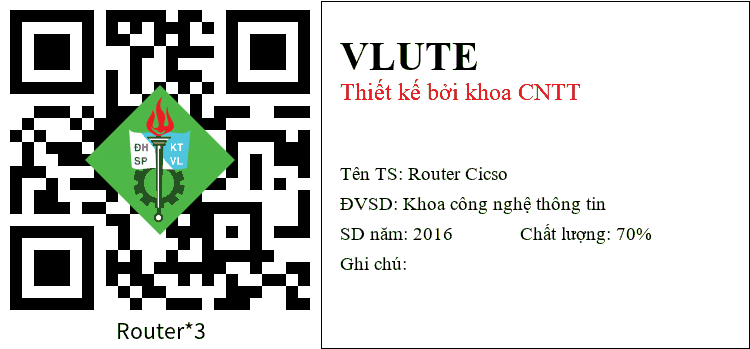 ĐH KT
SP VL
Router*3
VLUTE
Thiết kế bởi khoa CNTT
Tên TS: Router Cicso
ĐVSD: Khoa công nghệ thông tin
SD năm: 2016 Chất lượng: 70%
Ghi chú: